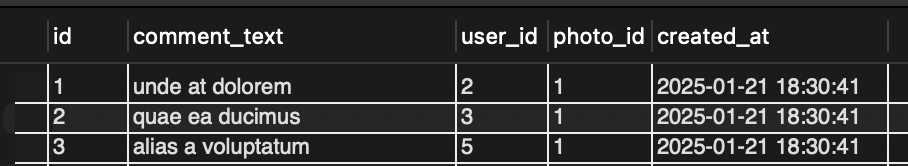 id comment_text user_id photo_id created_at
1 unde at dolorem 2 1 2025-01-21 18:30:41
2 quae ea ducimus 3 1 2025-01-21 18:30:41
3 alias a voluptatum 5 1 2025-01-21 18:30:41